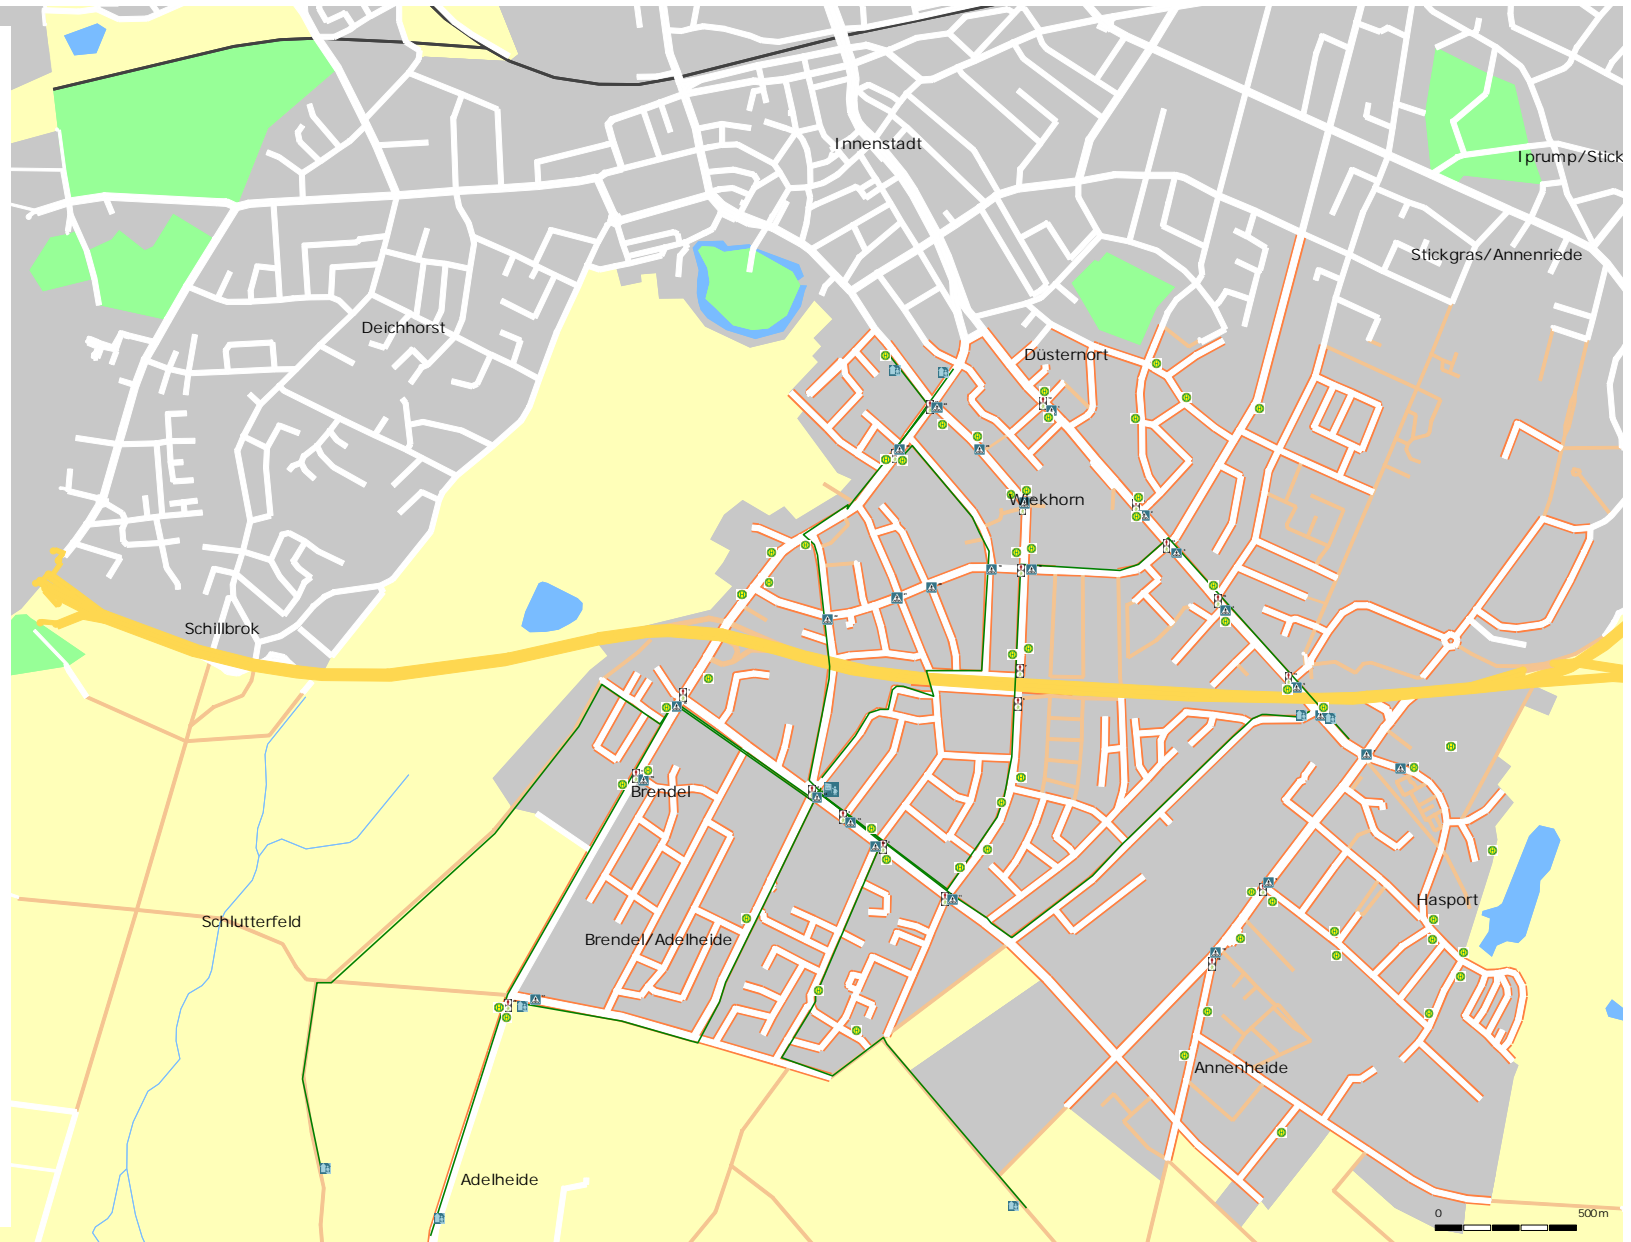 Innenstadt
Iprump/Stick
Stickgras/Annenriede
Deichhorst
Düsternort
Wiekhorn
Schillbrok
Brendel
Hasport
Schlutterfeld
Brendel/Adelheide
Annenheide
Adelheide
0 500m